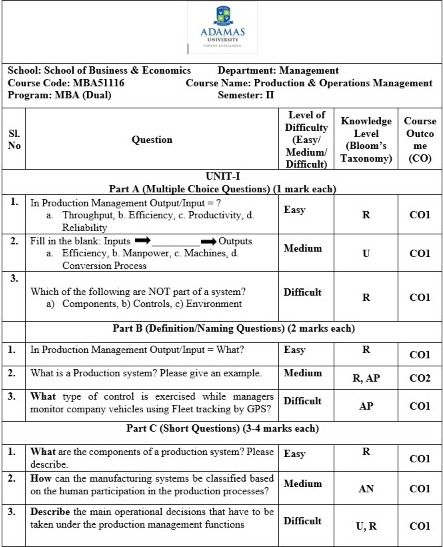 ADAMAS
UNIVERSITY
PURSUE EXCELLENCE
School: School of Business & Economics Department: Management
Course Code: MBA51116 Course Name: Production & Operations Management
Program: MBA (Dual) Semester: II
Sl. No
Question
Level of
Difficulty
(Easy/
Medium/
Difficult)
Knowledge
Level
(Bloom's
Taxonomy)
Course
Outco
me
(CO)
UNIT-I
Part A (Multiple Choice Questions) (1 mark each)
1. In Production Management Output/Input = ?
a. Throughput, b. Efficiency, c. Productivity, d.
Reliability
Easy R CO1
2. Fill in the blank: Inputs ➡ ________ ➡ Outputs
a. Efficiency, b. Manpower, c. Machines, d.
Conversion Process
Medium U CO1
3.
Which of the following are NOT part of a system?
a) Components, b) Controls, c) Environment
Difficult R CO1
Part B (Definition/Naming Questions) (2 marks each)
1. In Production Management Output/Input = What? Easy R CO1
2. What is a Production system? Please give an example. Medium R, AP CO2
3. What type of control is exercised while managers
monitor company vehicles using Fleet tracking by GPS?
Difficult AP CO1
Part C (Short Questions) (3-4 marks each)
1. What are the components of a production system? Please
describe.
Easy R CO1
2. How can the manufacturing systems be classified based
on the human participation in the production processes?
Medium AN CO1
3. Describe the main operational decisions that have to be
taken under the production management functions
Difficult U, R CO1